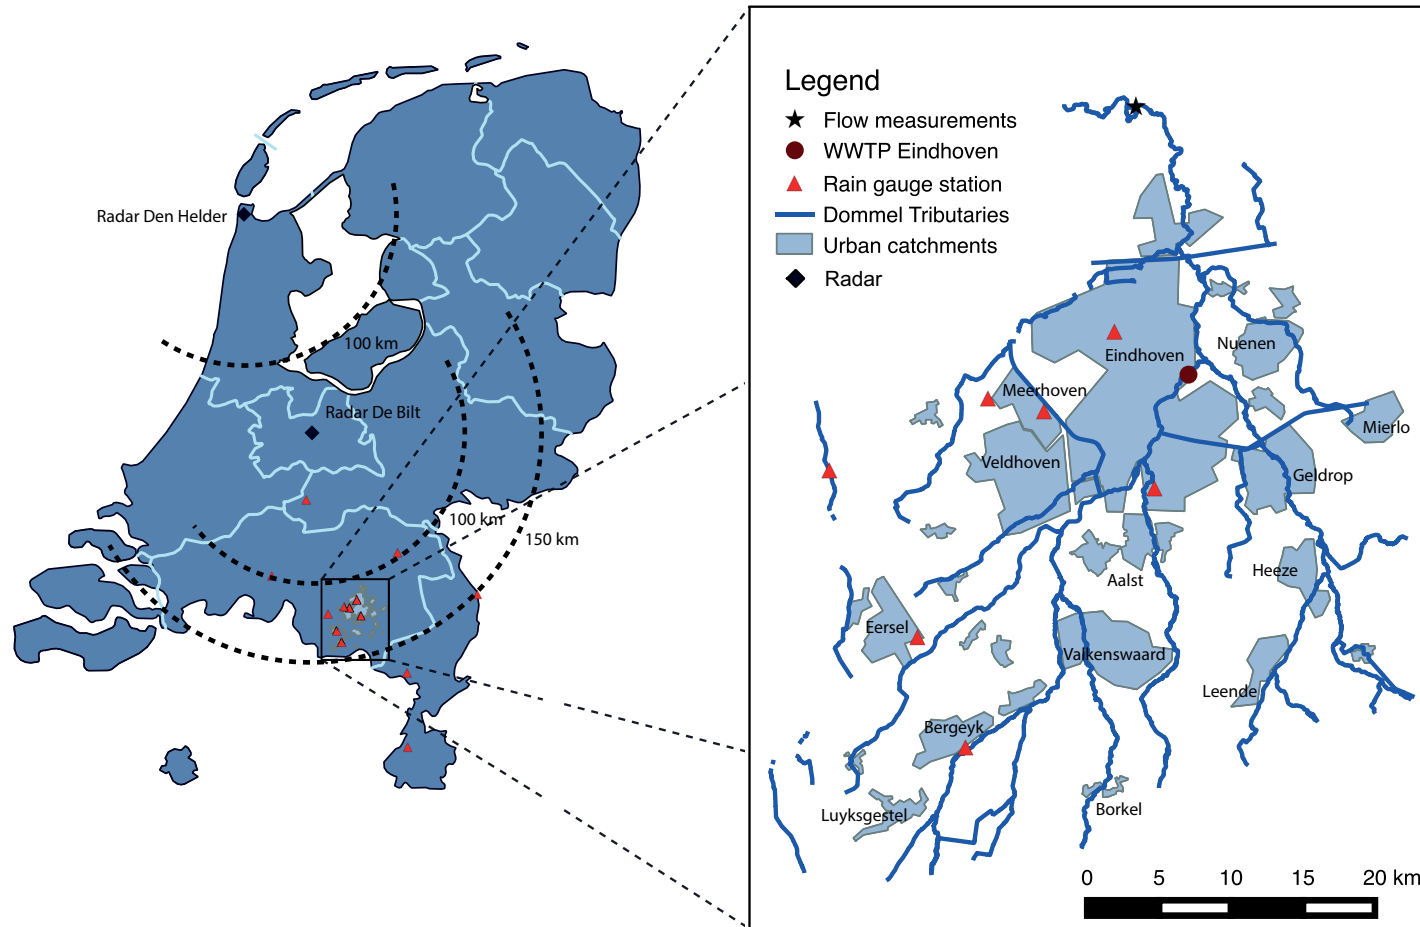 Radar Den Helder
100 km
Radar De Bilt
100 km
150 km
Legend
Flow measurements
WWTP Eindhoven
Rain gauge station
Dommel Tributaries
Urban catchments
Radar
Eindhoven
Nuenen
Meerhoven
Mierlo
Veldhoven
Geldrop
Aalst
Heeze
Eersel
Valkenswaard
Leende
Bergeyk
Luyksgestel
Borkel
0 5 10 15 20 km